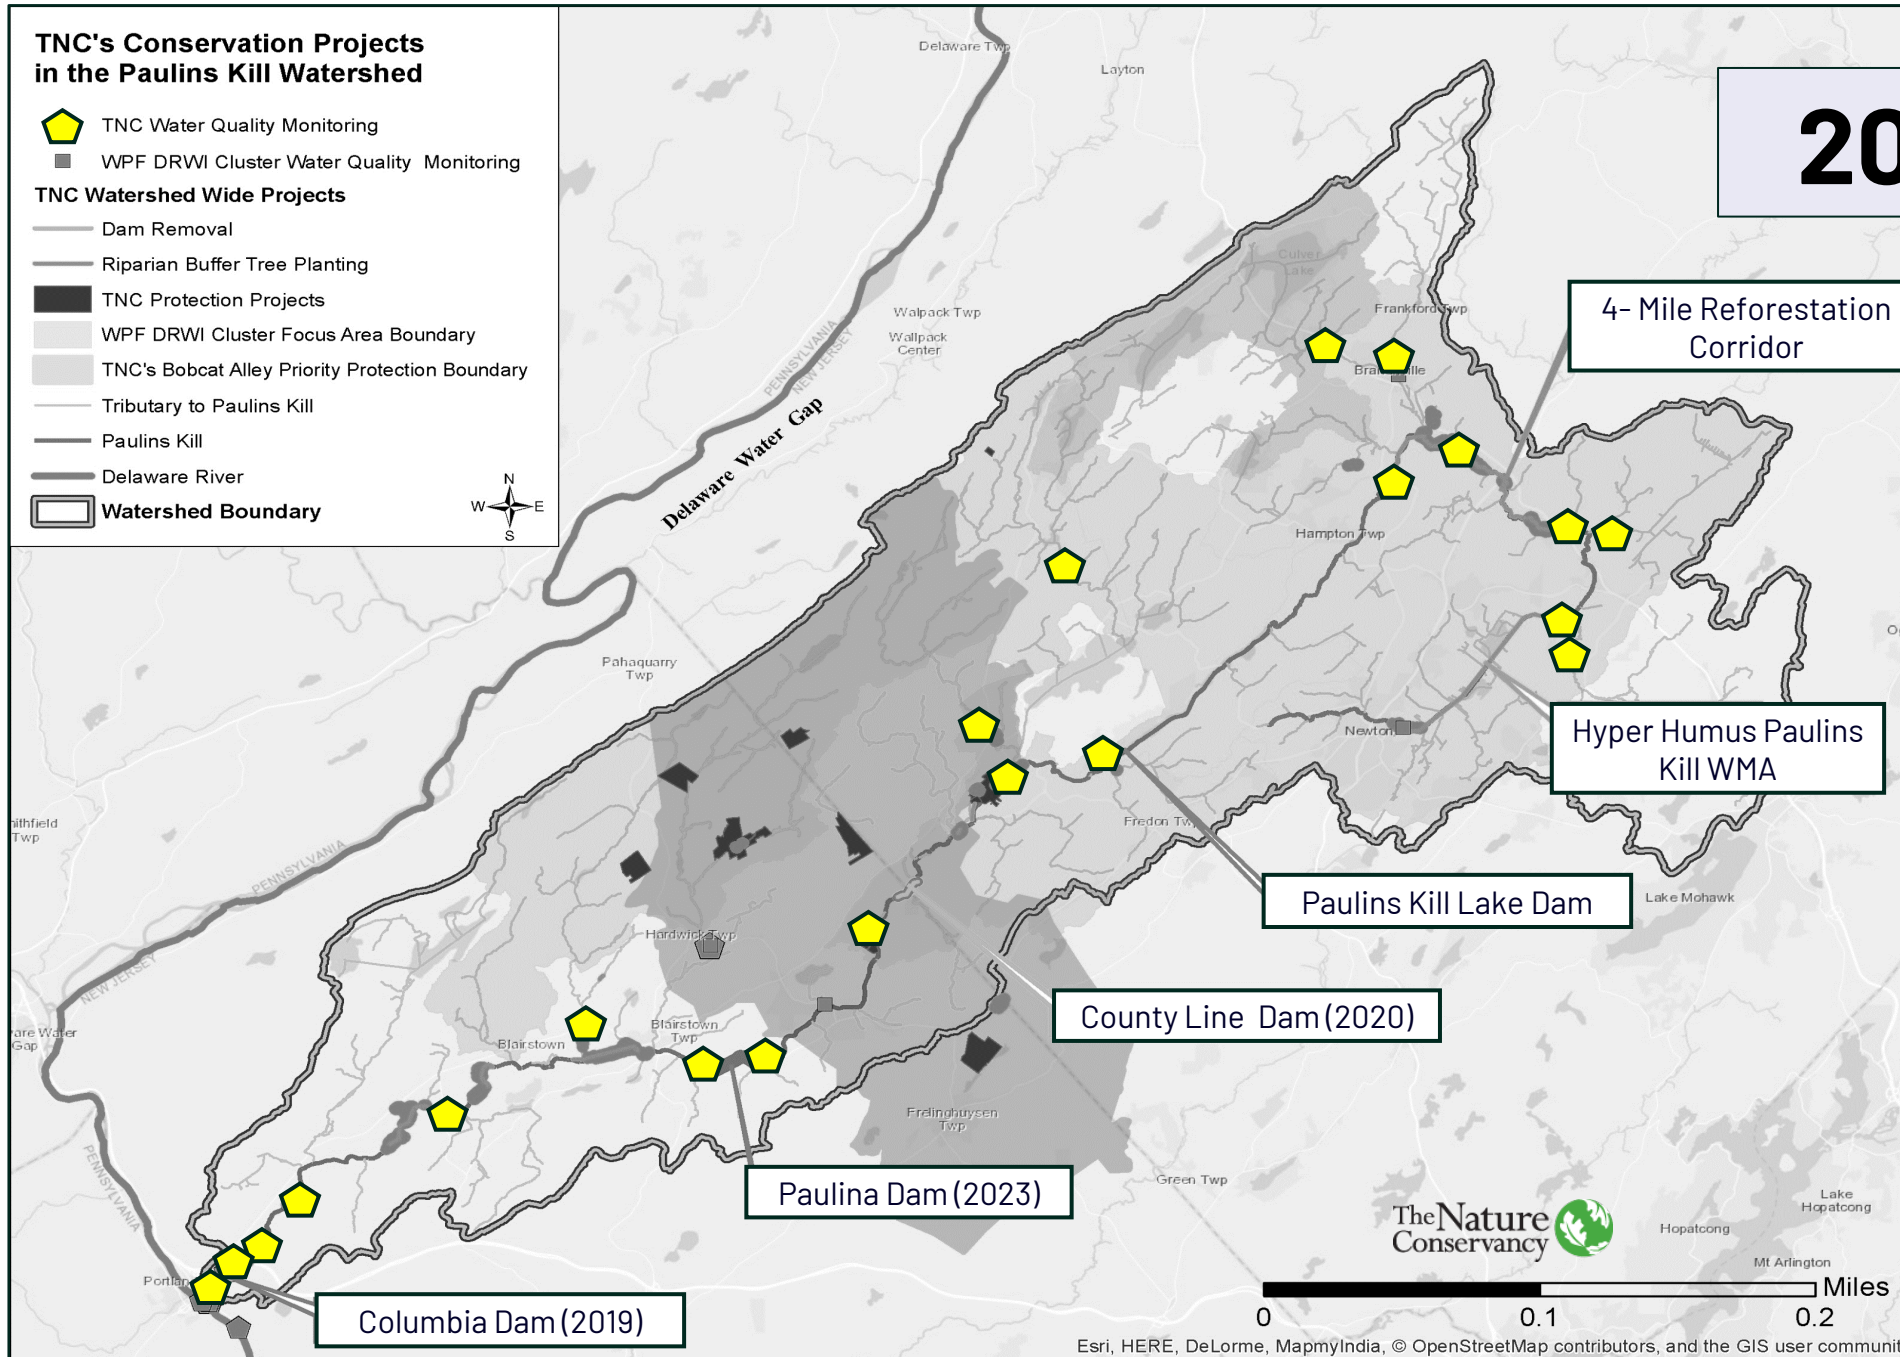 TNC's Conservation Projects
in the Paulins Kill Watershed
TNC Water Quality Monitoring
WPF DRWI Cluster Water Quality Monitoring
TNC Watershed Wide Projects
Dam Removal
Riparian Buffer Tree Planting
TNC Protection Projects
WPF DRWI Cluster Focus Area Boundary
TNC's Bobcat Alley Priority Protection Boundary
Tributary to Paulins Kill
Paulins Kill
Delaware River
Watershed Boundary
N
W
E
S
20
Delaware Twp
Layton
Culver
Lake
Walpack Twp
Wallpack
Center
Frankford Twp
PENNSYLVANIA
NEW JERSEY
Delaware Water Gap
4- Mile Reforestation
Corridor
Hampton Twp
Pahaquarry
Twp
Newton
Hyper Humus Paulins
Kill WMA
Fredon Twp
Paulins Kill Lake Dam
Lake Mohawk
Twp
PENNSYLVANIA
NEW JERSEY
Hardwick Twp
County Line Dam (2020)
Water
Gap
Blairstown
Twp
Blairstown
Frelinghuysen
Twp
PENNSYLVANIA
Paulina Dam (2023)
Green Twp
Lake
Hopatcong
Hopatcong
The Nature
Conservancy
Mt Arlington
Columbia Dam (2019)
Miles
0
0.1
0.2
Esri, HERE, DeLorme, MapmyIndia, © OpenStreetMap contributors, and the GIS user